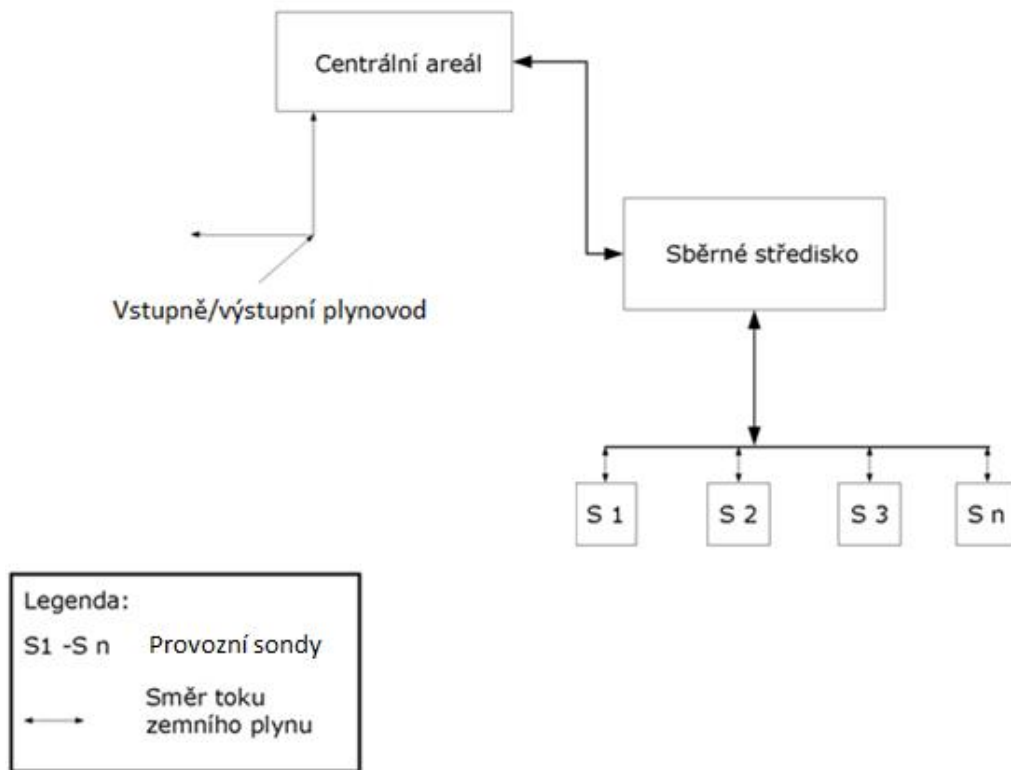 Centrální areál
Sběrné středisko
Vstupně/výstupní plynovod
S 1
S 2
S 3
S n
Legenda:
S1 -S n Provozní sondy
Směr toku
zemního plynu